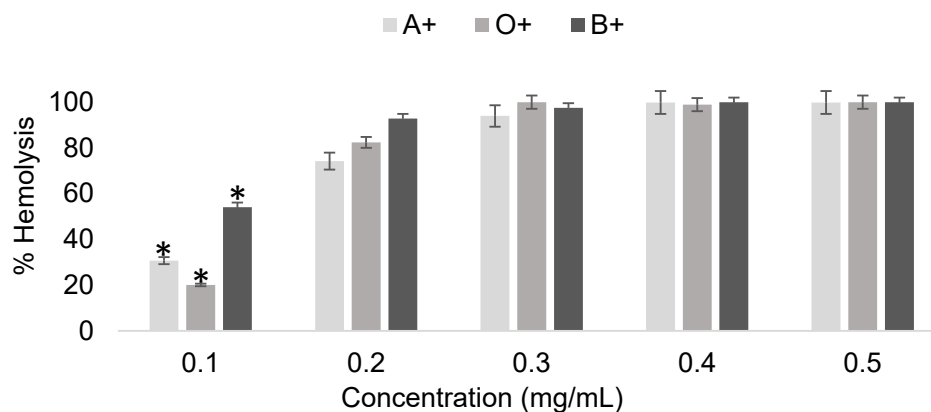 A+ O+ B+
% Hemolysis
100
80
60
40
20
0
* * *
0.1 0.2 0.3 0.4 0.5
Concentration (mg/mL)